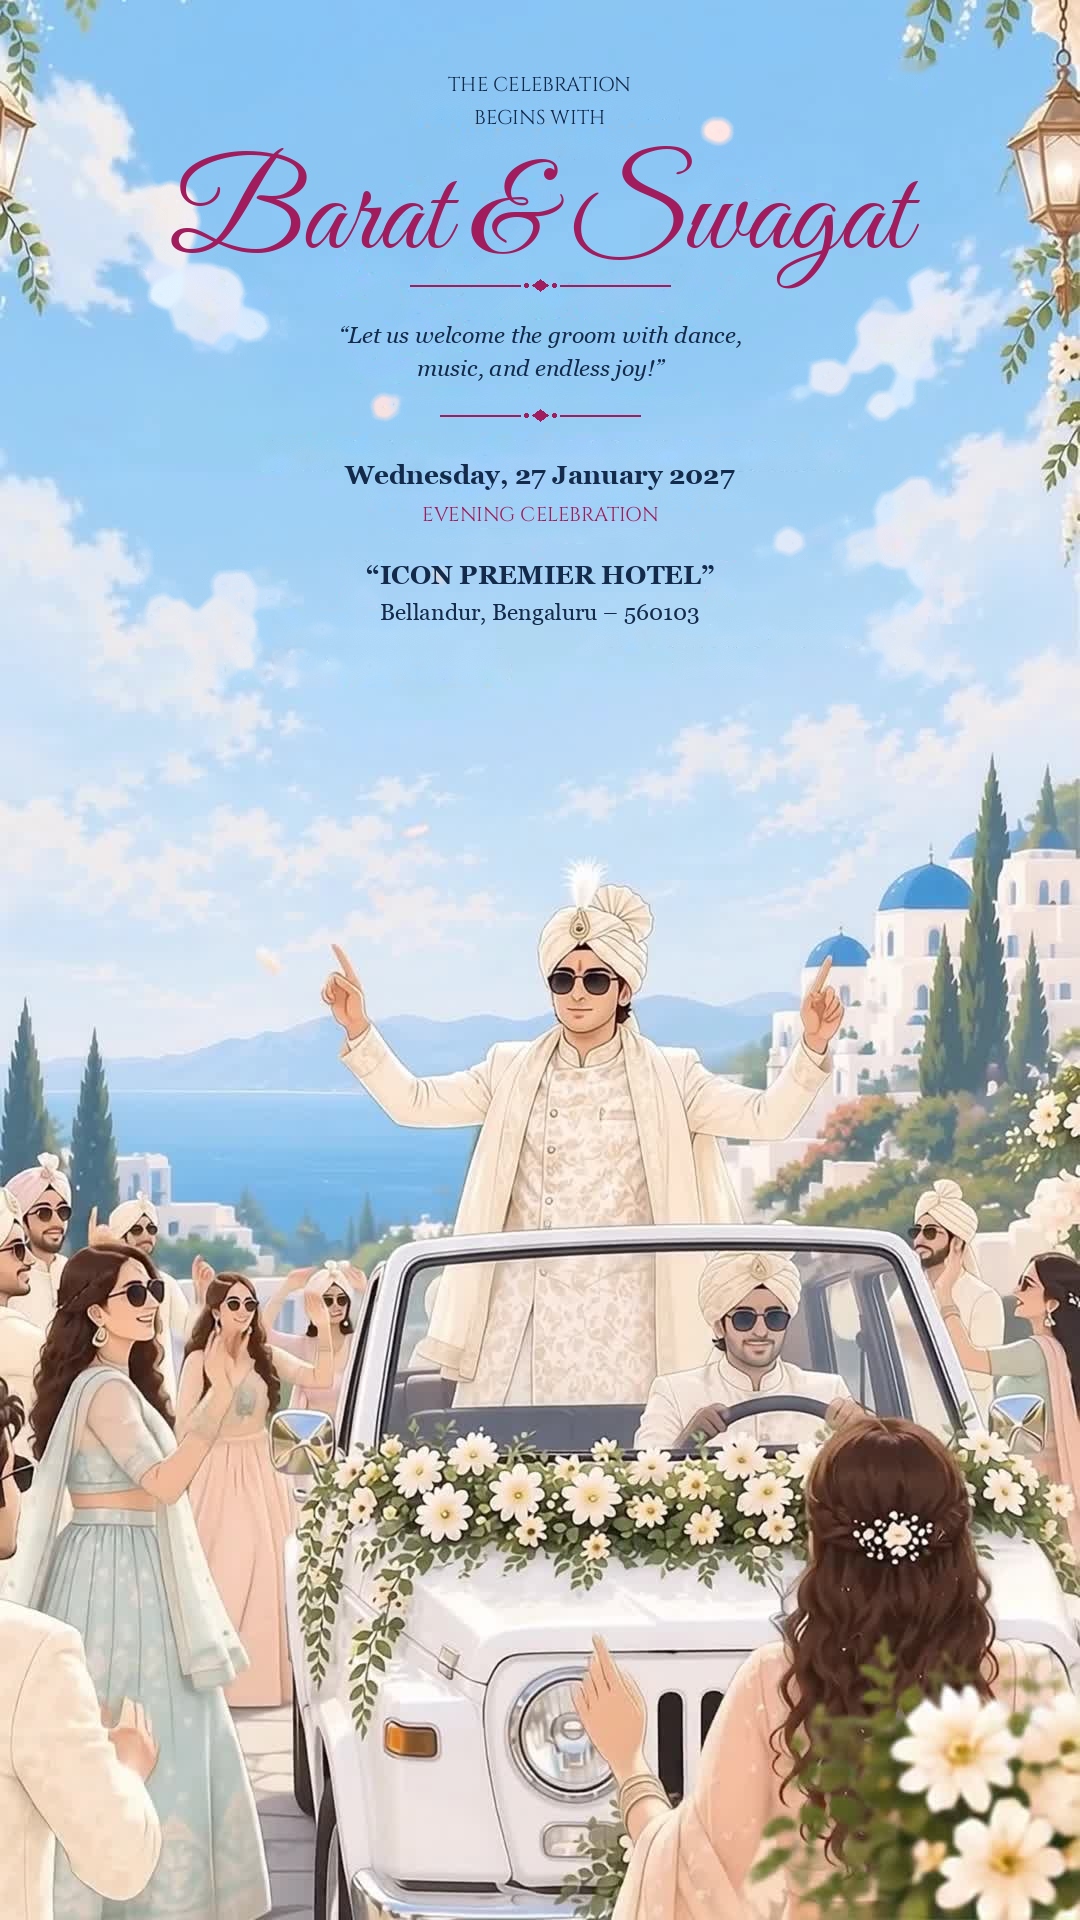 THE CELEBRATION
BEGINS WITH
Barat & Swagat
“Let us welcome the groom with dance,
music, and endless joy!”
Wednesday, 27 January 2027
EVENING CELEBRATION
“ICON PREMIER HOTEL”
Bellandur, Bengaluru – 560103